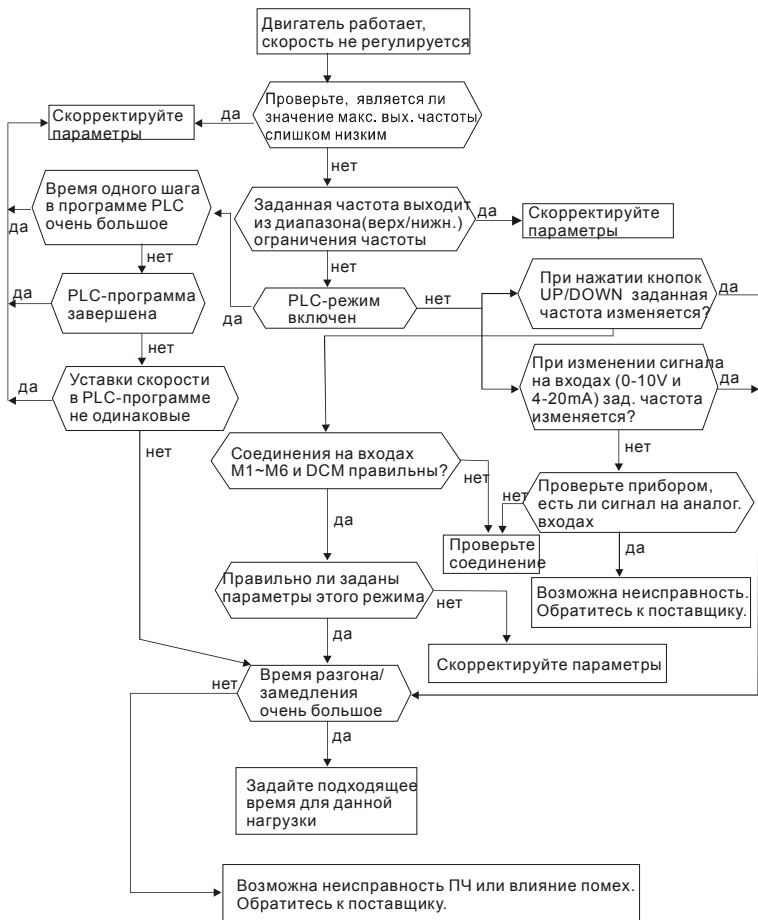 Двигатель работает,
скорость не регулируется
Проверьте, является ли
значение макс. вых. частоты
слишком низким
да
Скорректируйте
параметры
нет
Время одного шага
в программе PLC
очень большое
Заданная частота выходит
из диапазона(верх/нижн.)
ограничения частоты
да
Скорректируйте
параметры
да
нет
нет
PLC-программа
завершена
да
PLC-режим
включен
да
нет
При нажатии кнопок
UP/DOWN заданная
частота изменяется?
да
нет
Уставки скорости
в PLC-программе
не одинаковые
да
При изменении сигнала
на входах (0-10V и
4-20mA) зад. частота
изменяется?
да
нет
нет
Соединения на входах
M1~M6 и DCM правильны?
нет
Проверьте прибором,
есть ли сигнал на аналог.
входах
нет
да
да
Проверьте
соединение
Правильно ли заданы
параметры этого режима
нет
Возможна неисправность.
Обратитесь к поставщику.
да
Скорректируйте параметры
Время разгона/
замедления
очень большое
нет
да
Задайте подходящее
время для данной
нагрузки
Возможна неисправность ПЧ или влияние помех.
Обратитесь к поставщику.